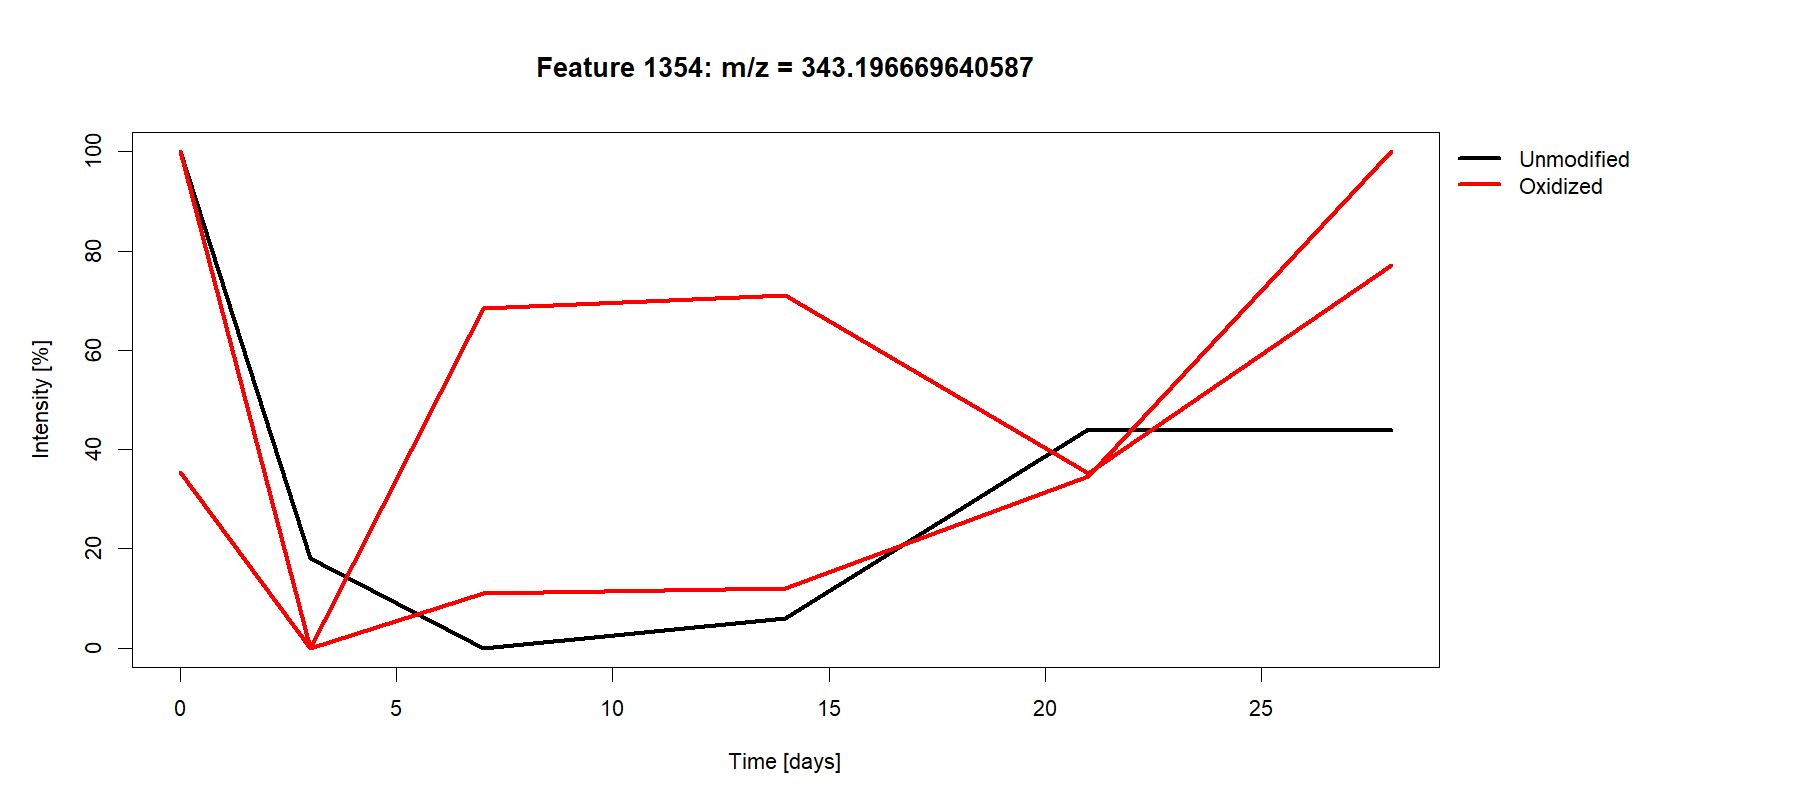 Feature 1354: m/z = 343.196669640587
Unmodified
Oxidized
Intensity [%]
100
80
60
40
20
0
0 5 10 15 20 25
Time [days]